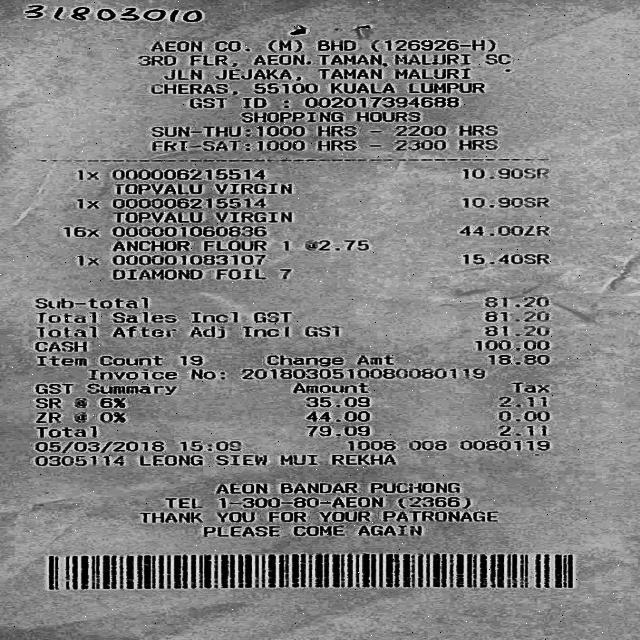 31803010
AEON CO. (M) BHD (126926-H)
3RD FLR, AEON TAMAN MALURI SC
JLN JEJAKA, TAMAN MALURI
CHERAS, 55100 KUALA LUMPUR
GST ID : 002017394688
SHOPPING HOURS
SUN-THU:1000 HRS - 2200 HRS
FRI-SAT:1000 HRS - 2300 HRS
1x 000006215514 10.90SR
TOPVALU VIRGIN
1x 000006215514 10.90SR
TOPVALU VIRGIN
16x 000001060836 44.00ZR
ANCHOR FLOUR 1 @2.75
1x 000001083107 15.40SR
DIAMOND FOIL 7
Sub-total 81.20
Total Sales Incl GST 81.20
Total After Adj Incl GST 81.20
CASH 100.00
Item Count 19 Change Amt 18.80
Invoice No: 2018030510080080119
GST Summary Amount Tax
SR @ 6% 35.09 2.11
ZR @ 0% 44.00 0.00
Total 79.09 2.11
05/03/2018 15:09 1008 008 0080119
0305114 LEONG SIEW MUI REKHA
AEON BANDAR PUCHONG
TEL 1-300-80-AEON (2366)
THANK YOU FOR YOUR PATRONAGE
PLEASE COME AGAIN